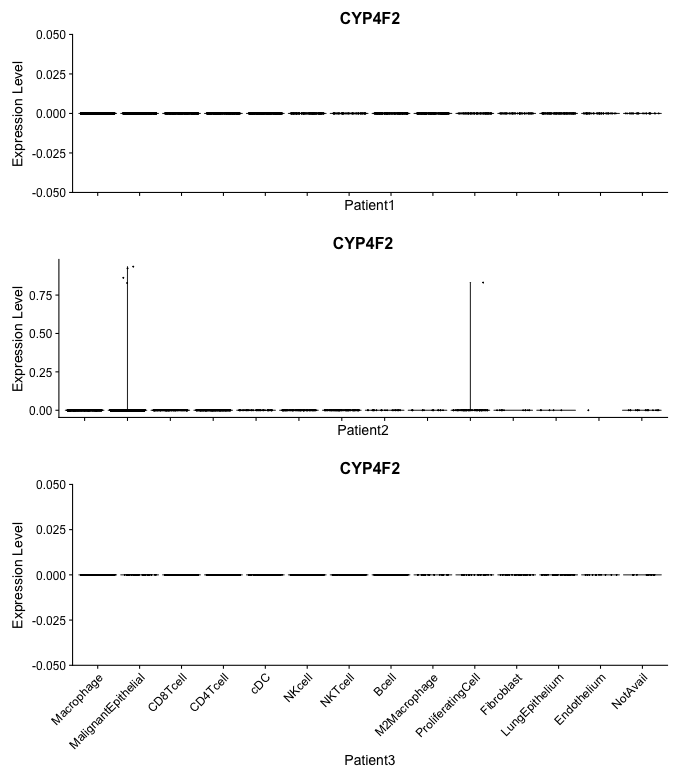 CYP4F2
0.050
0.025
0.000
-0.025
-0.050
Expression Level
Patient1
CYP4F2
0.75
0.50
0.25
0.00
Expression Level
Patient2
CYP4F2
0.050
0.025
0.000
-0.025
-0.050
Expression Level
Macrophage
MalignantEpithelial
CD8Tcell
CD4Tcell
cDC
NKcell
NKTcell
Bcell
M2Macrophage
ProliferatingCell
Fibroblast
LungEpithelium
Endothelium
NotAvail
Patient3